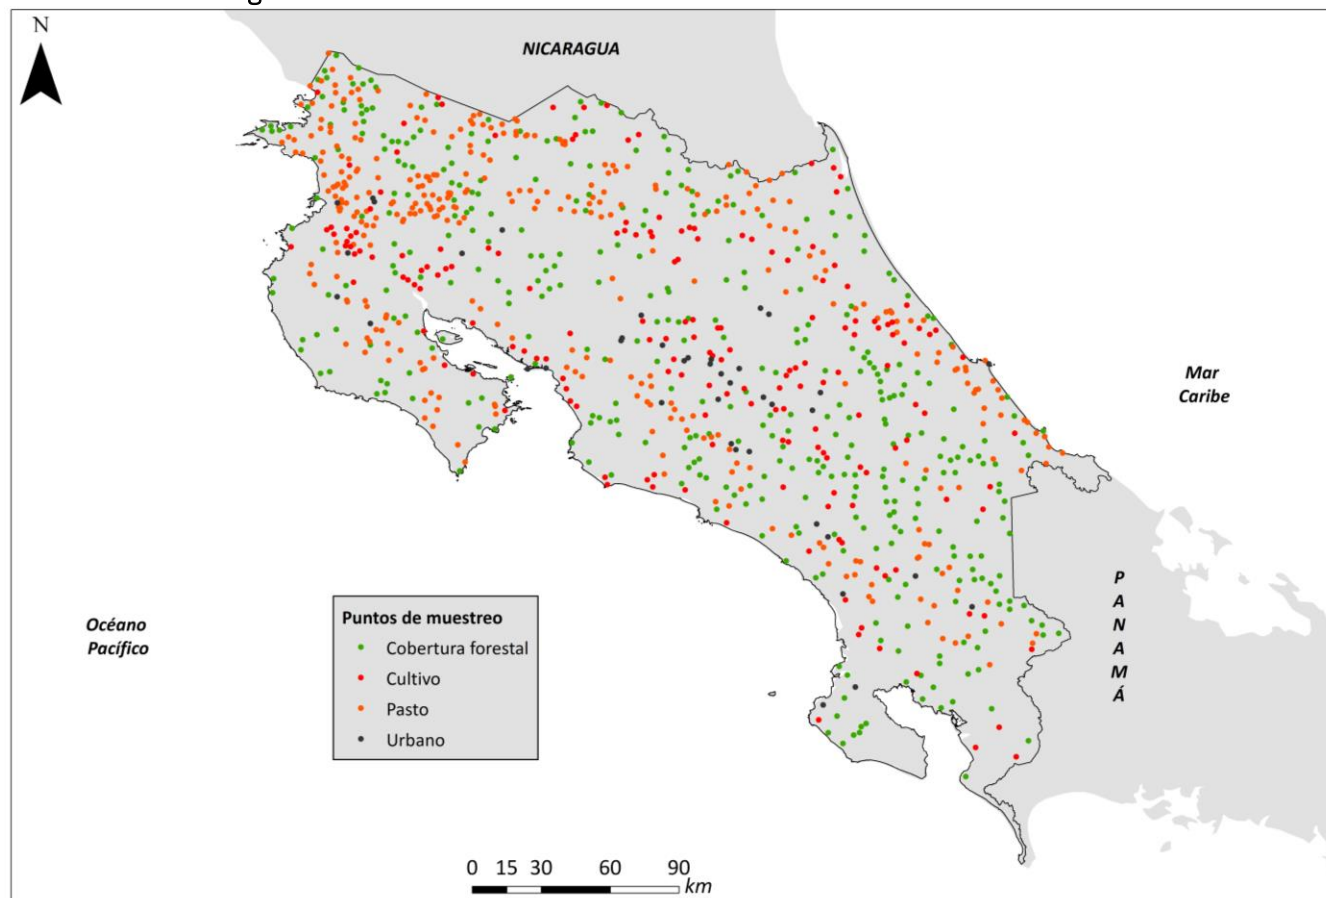 N
NICARAGUA
Mar
Caribe
P
A
N
A
M
Á
Océano
Pacífico
Puntos de muestreo
Cobertura forestal
Cultivo
Pasto
Urbano
0 15 30 60 90
km